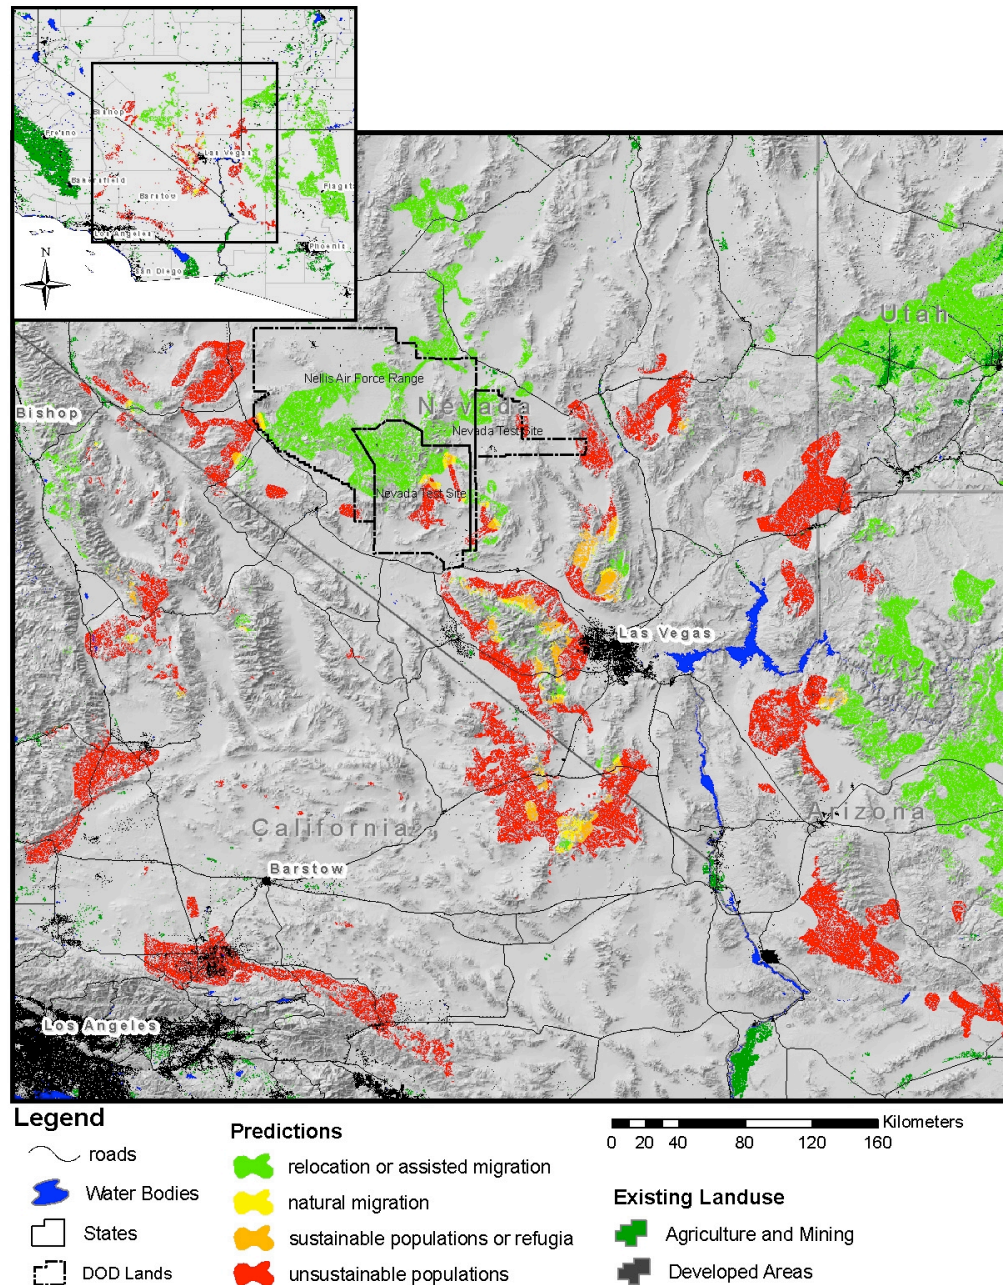 Bishop
Fresno
Las Vegas
Bakersfield
Barstow
Flagst
Los Angeles
Phoenix
San Diego
N
Utah
Nellis Air Force Range
Nevada
Bishop
Nevada Test Site
Nevada Test Site
Las Vegas
Arizona
California
Barstow
Los Angeles
Legend
roads
Water Bodies
States
DOD Lands
Predictions
relocation or assisted migration
natural migration
sustainable populations or refugia
unsustainable populations
Kilometers
0 20 40 80 120 160
Existing Landuse
Agriculture and Mining
Developed Areas